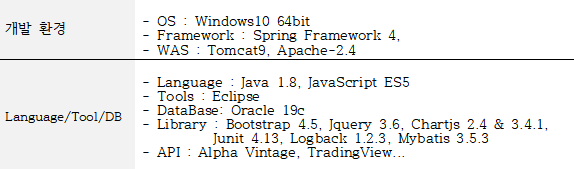 개발 환경
- OS : Windows10 64bit
- Framework : Spring Framework 4,
- WAS : Tomcat9, Apache-2.4
Language/Tool/DB
- Language : Java 1.8, JavaScript ES5
- Tools : Eclipse
- DataBase: Oracle 19c
- Library : Bootstrap 4.5, Jquery 3.6, Chartjs 2.4 & 3.4.1,
Junit 4.13, Logback 1.2.3, Mybatis 3.5.3
- API : Alpha Vintage, TradingView...